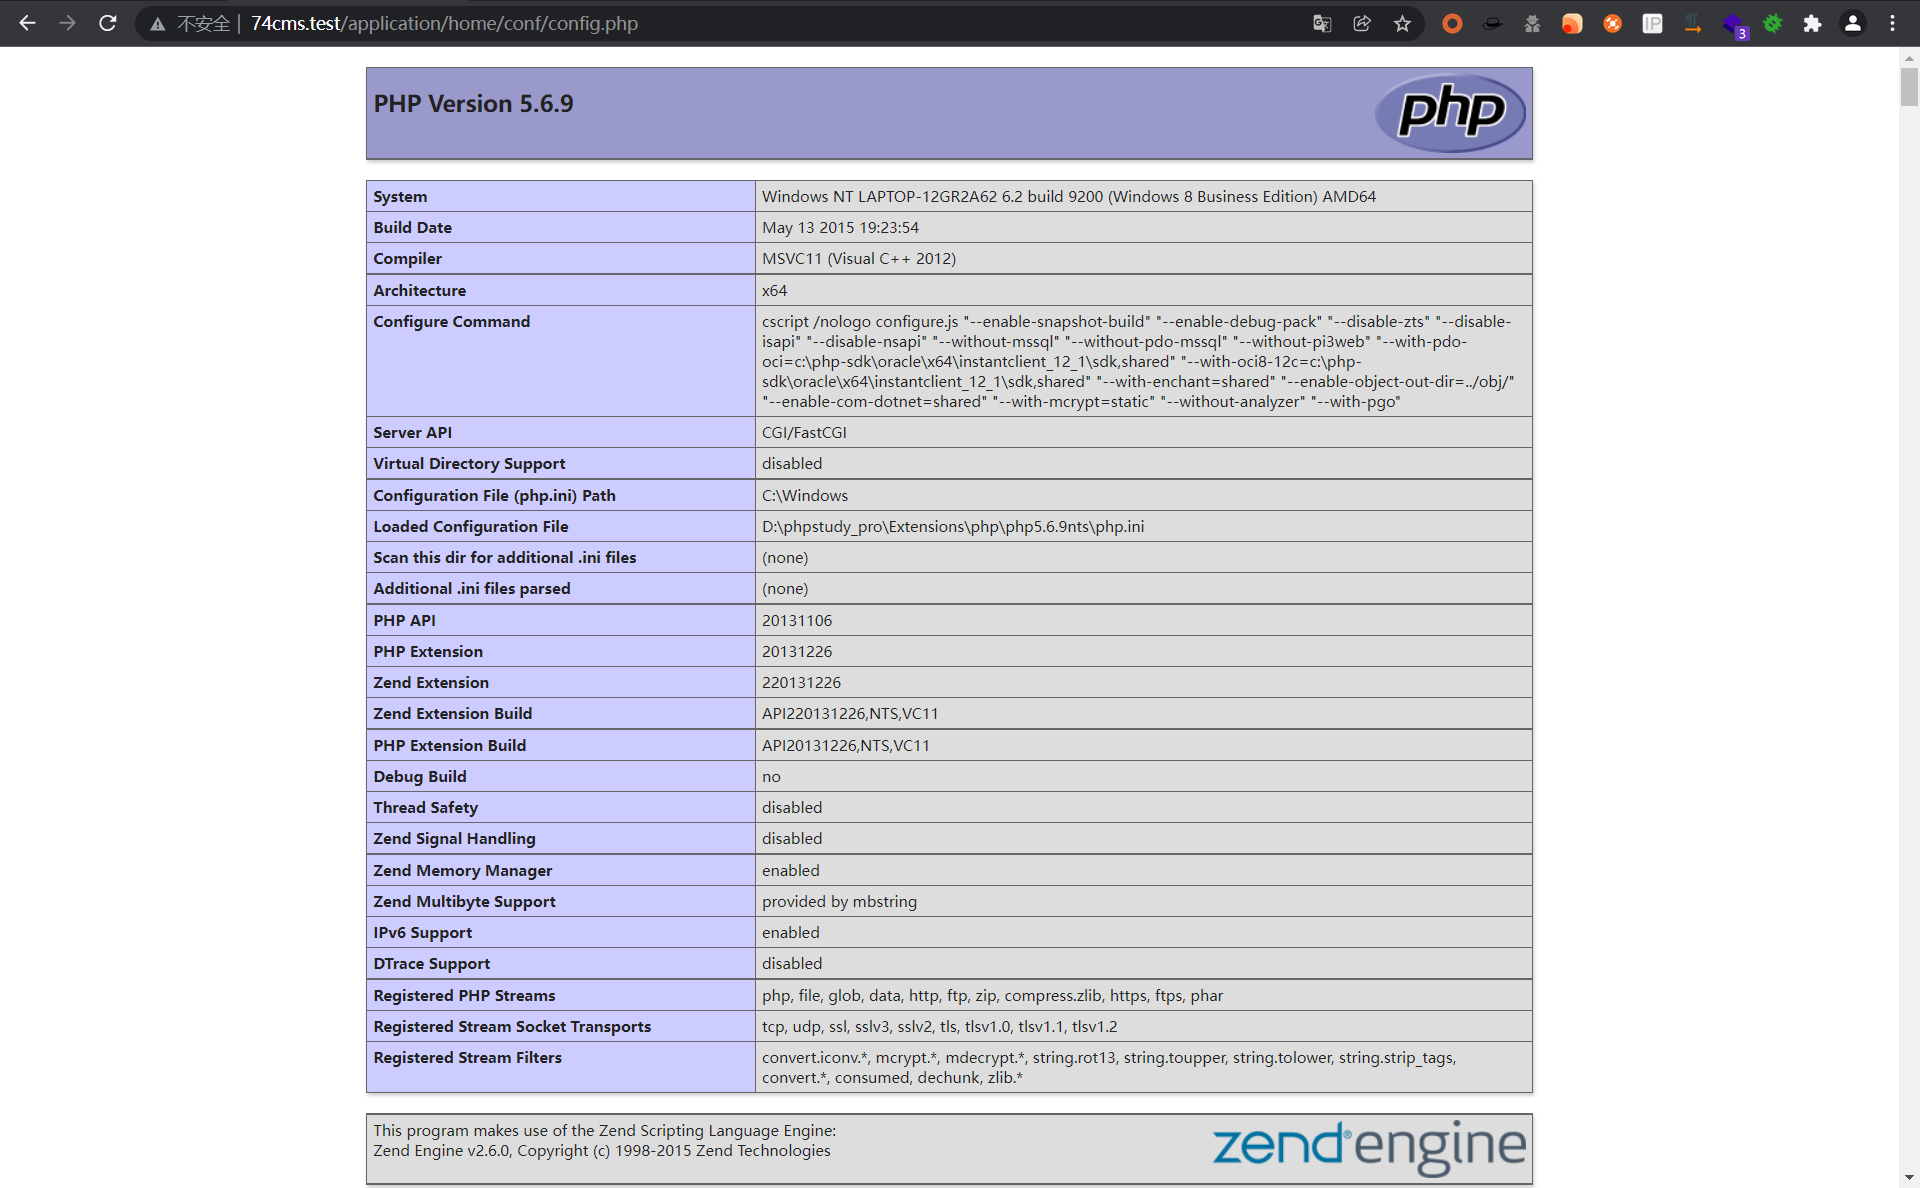 不安全 | 74cms.test/application/home/conf/config.php
IP
3
PHP Version 5.6.9
php
System Windows NT LAPTOP-12GR2A62 6.2 build 9200 (Windows 8 Business Edition) AMD64
Build Date May 13 2015 19:23:54
Compiler MSVC11 (Visual C++ 2012)
Architecture x64
Configure Command cscript /nologo configure.js "--enable-snapshot-build" "--enable-debug-pack" "--disable-zts" "--disable-
isapi" "--disable-nsapi" "--without-mssql" "--without-pdo-mssql" "--without-pi3web" "--with-pdo-
oci=c:\php-sdk\oracle\x64\instantclient_12_1\sdk,shared" "--with-oci8-12c=c:\php-
sdk\oracle\x64\instantclient_12_1\sdk,shared" "--with-enchant=shared" "--enable-object-out-dir=../obj/"
"--enable-com-dotnet=shared" "--with-mcrypt=static" "--without-analyzer" "--with-pgo"
Server API CGI/FastCGI
Virtual Directory Support disabled
Configuration File (php.ini) Path C:\Windows
Loaded Configuration File D:\phpstudy_pro\Extensions\php\php5.6.9nts\php.ini
Scan this dir for additional .ini files (none)
Additional .ini files parsed (none)
PHP API 20131106
PHP Extension 20131226
Zend Extension 220131226
Zend Extension Build API220131226,NTS,VC11
PHP Extension Build API20131226,NTS,VC11
Debug Build no
Thread Safety disabled
Zend Signal Handling disabled
Zend Memory Manager enabled
Zend Multibyte Support provided by mbstring
IPv6 Support enabled
DTrace Support disabled
Registered PHP Streams php, file, glob, data, http, ftp, zip, compress.zlib, https, ftps, phar
Registered Stream Socket Transports tcp, udp, ssl, sslv3, sslv2, tls, tlsv1.0, tlsv1.1, tlsv1.2
Registered Stream Filters convert.iconv.*, mcrypt.*, mdecrypt.*, string.rot13, string.toupper, string.tolower, string.strip_tags,
convert.*, consumed, dechunk, zlib.*
This program makes use of the Zend Scripting Language Engine:
Zend Engine v2.6.0, Copyright (c) 1998-2015 Zend Technologies
zend® engine